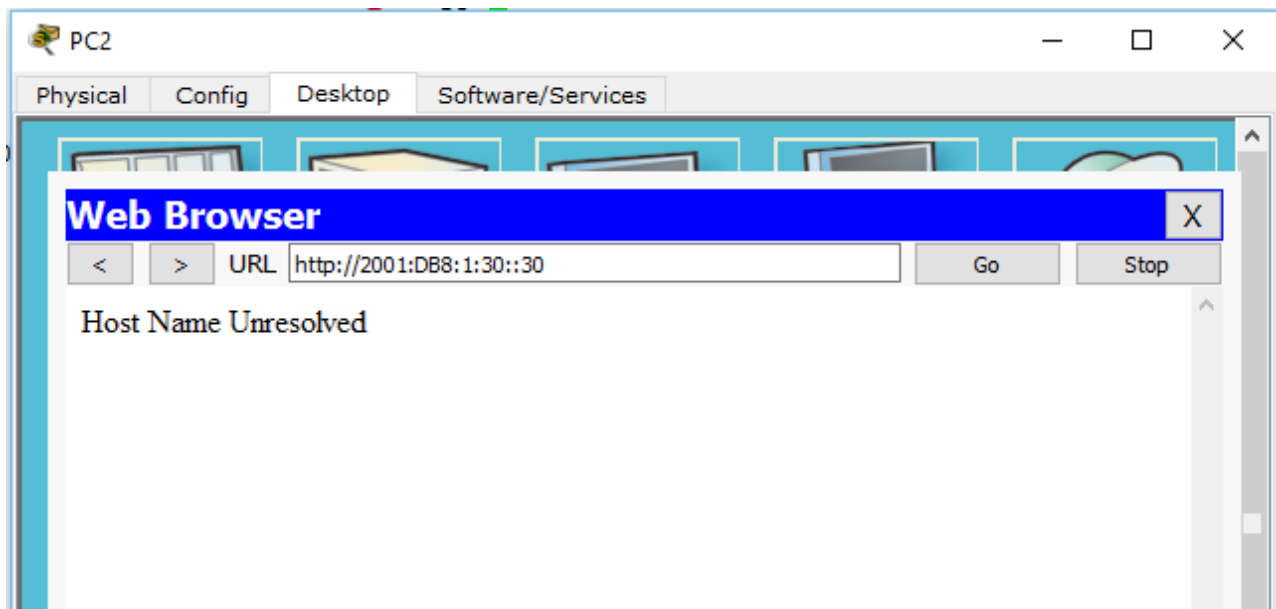 PC2
Physical Config Desktop Software/Services
Web Browser X
< > URL http://2001:DB8:1:30::30 Go Stop
Host Name Unresolved